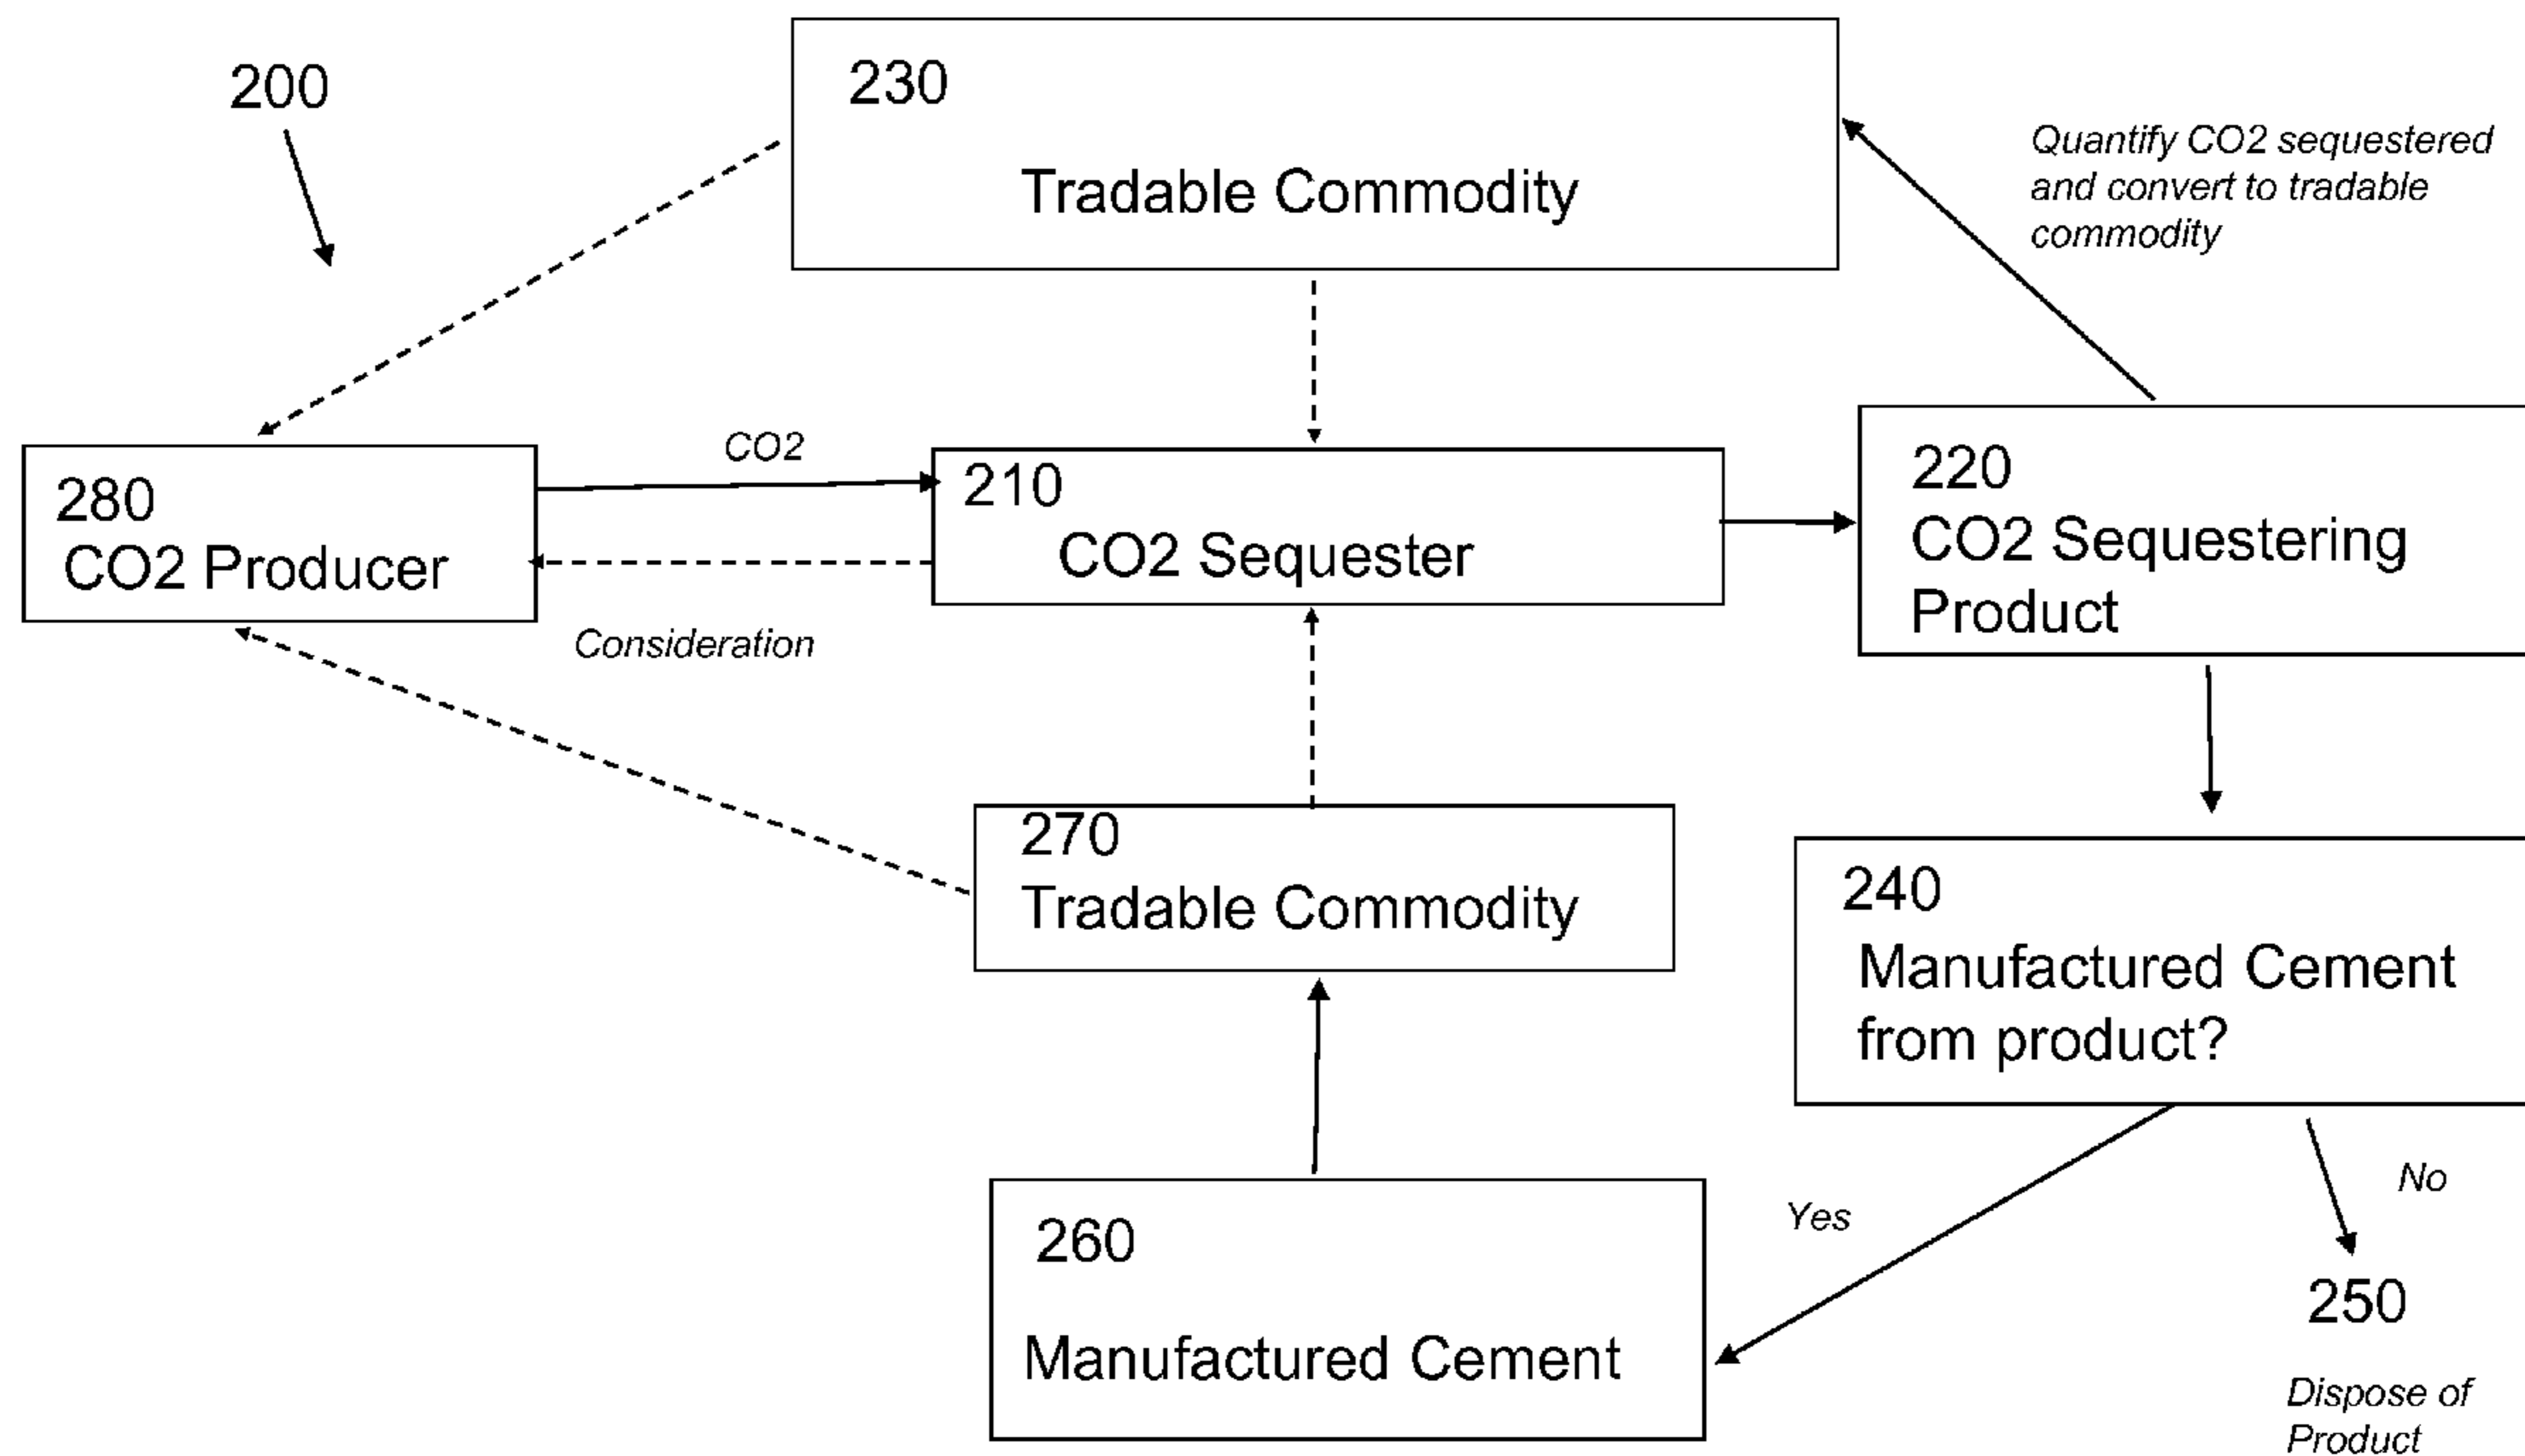 200
230
Tradable Commodity
Quantify CO2 sequestered
and convert to tradable
commodity
280
CO2 Producer
CO2
Consideration
210
CO2 Sequester
220
CO2 Sequestering
Product
270
Tradable Commodity
240
Manufactured Cement
from product?
260
Manufactured Cement
Yes
No
250
Dispose of
Product